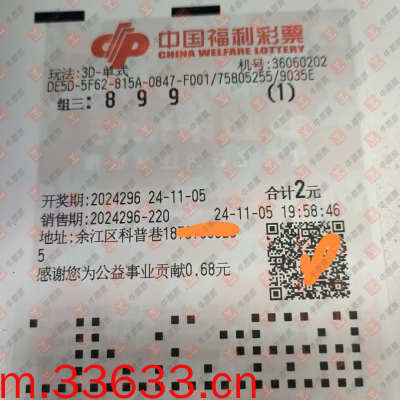 中国福利彩票
CHINA WELFARE LOTTERY
玩法:3D-单式 机号:36060202
DE5D-5F62-815A-0847-F001/75805255/9035E
组三:8 9 9 (1)
开奖期:2024296 24-11-05 合计2元
销售期:2024296-220 24-11-05 19:58:46
地址:余江区科普巷
5
感谢您为公益事业贡献0.68元
m.33633.cn